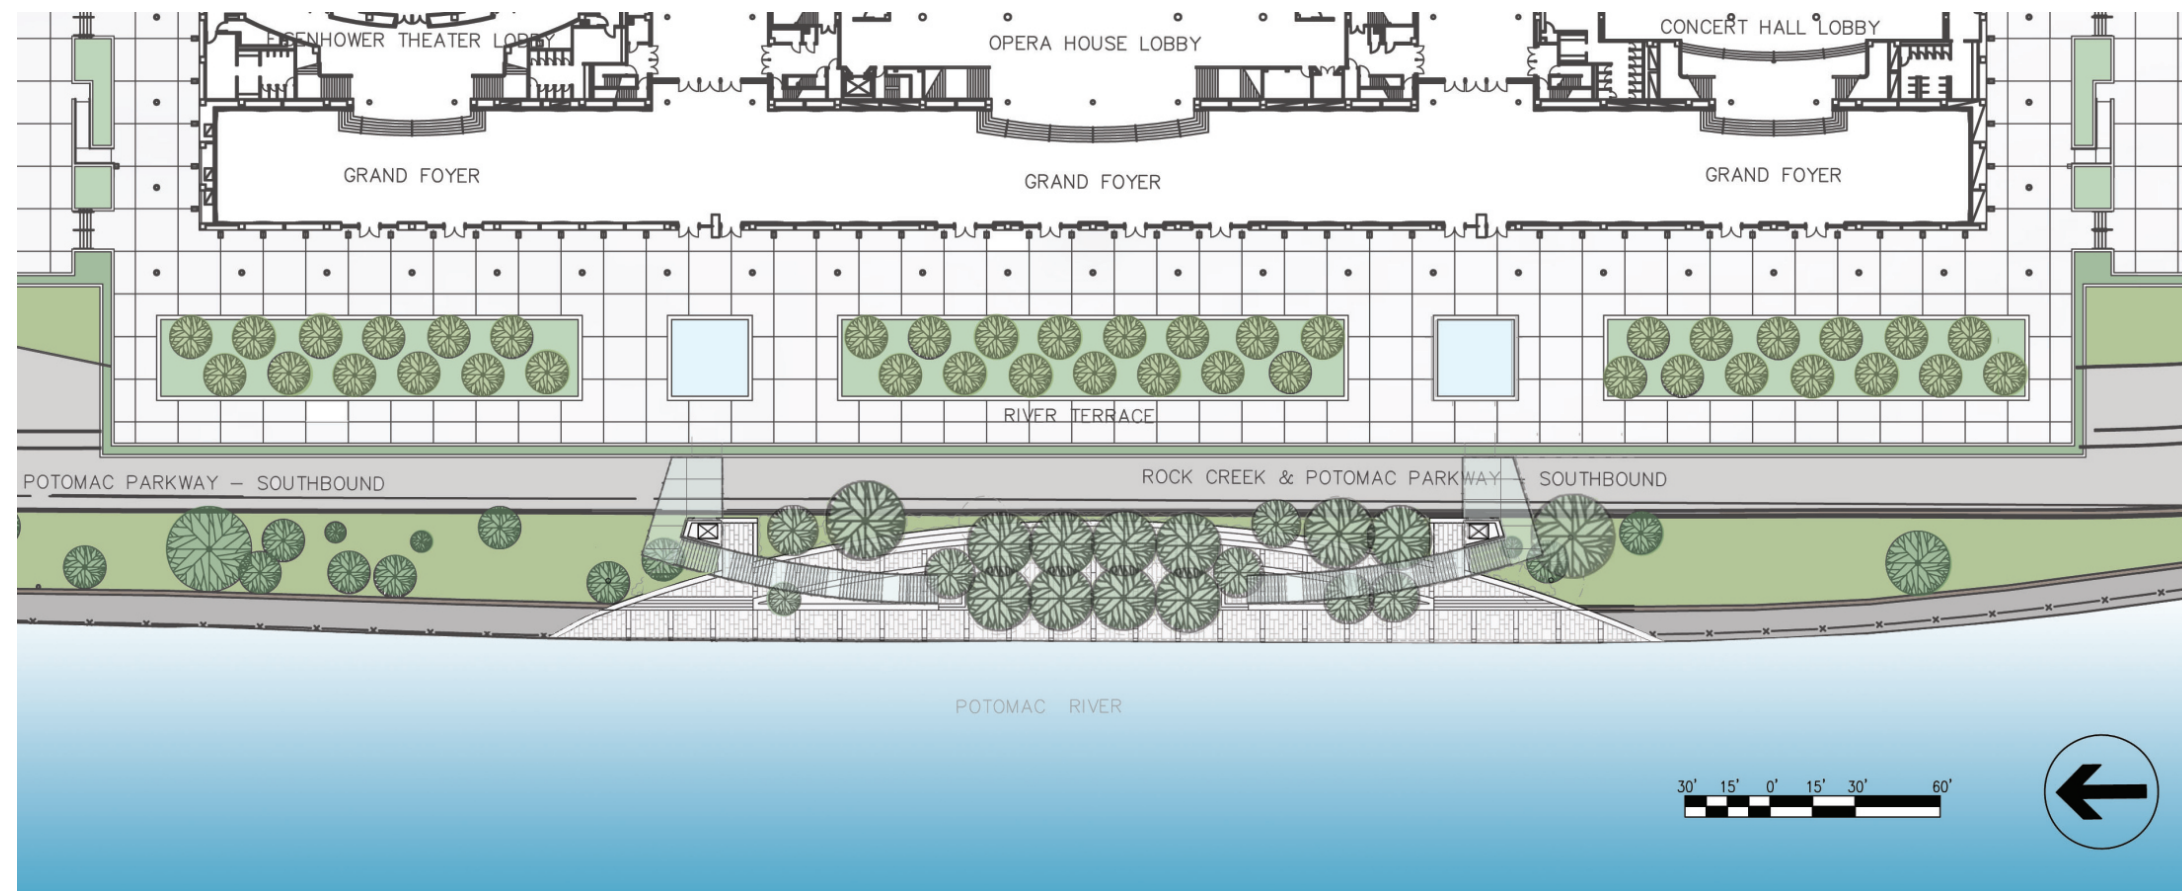 EISENHOWER THEATER LOBBY
OPERA HOUSE LOBBY
CONCERT HALL LOBBY
GRAND FOYER
GRAND FOYER
GRAND FOYER
RIVER TERRACE
POTOMAC PARKWAY – SOUTHBOUND
ROCK CREEK & POTOMAC PARKWAY – SOUTHBOUND
POTOMAC RIVER
30' 15' 0' 15' 30' 60'